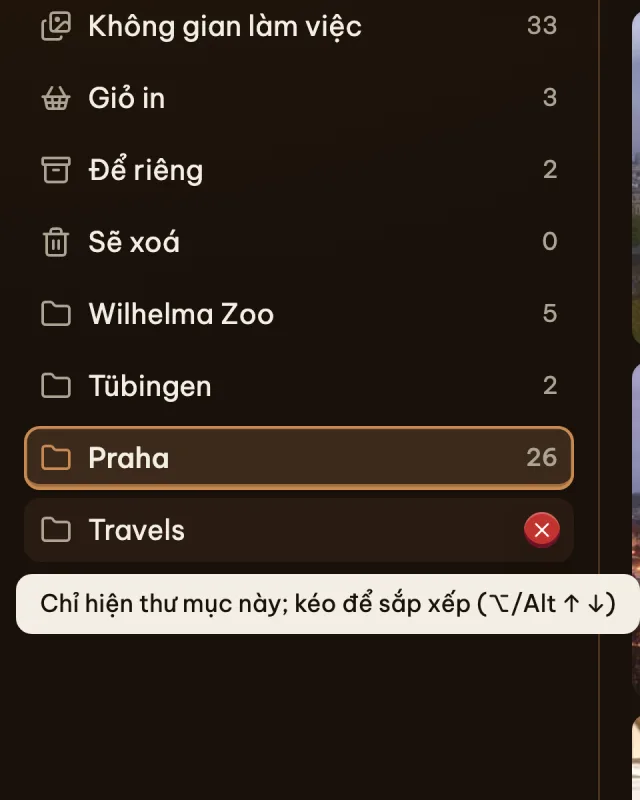 Không gian làm việc 33
Giỏ in 3
Để riêng 2
Sẽ xoá 0
Wilhelma Zoo 5
Tübingen 2
Praha 26
Travels
Chỉ hiện thư mục này; kéo để sắp xếp (⌥/Alt ↑ ↓)